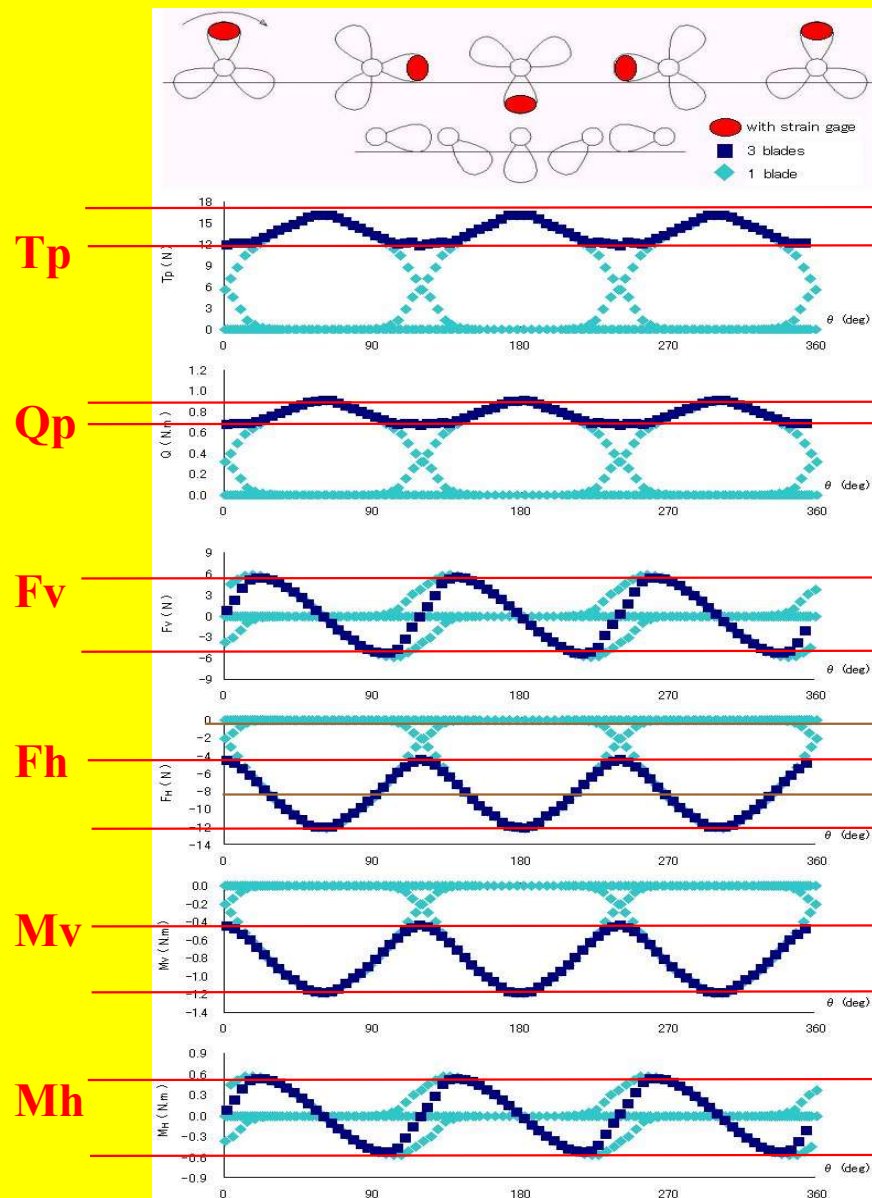 with strain gage
3 blades
1 blade
Tp
Tp (N)
18
15
12
9
6
3
0
θ (deg)
0 90 180 270 360
Qp
Q (N.m)
1.2
1.0
0.8
0.6
0.4
0.2
0.0
θ (deg)
0 90 180 270 360
Fv
Fv (N)
9
6
3
0
-3
-6
-9
θ (deg)
0 90 180 270 360
Fh
FH (N)
0
-2
-4
-6
-8
-10
-12
-14
θ (deg)
0 90 180 270 360
Mv
Mv (N.m)
0.0
-0.2
-0.4
-0.6
-0.8
-1.0
-1.2
-1.4
θ (deg)
0 90 180 270 360
Mh
MH (N.m)
0.9
0.6
0.3
0.0
-0.3
-0.6
-0.9
θ (deg)
0 90 180 270 360